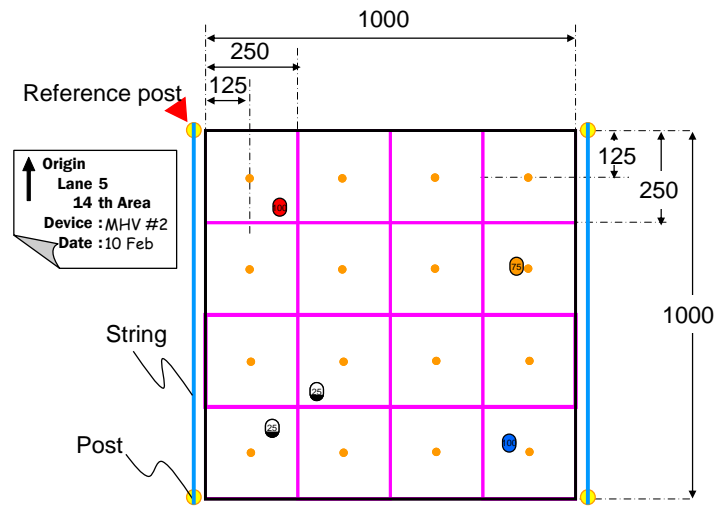 1000
250
125
Reference post
Origin
Lane 5
14 th Area
Device : MHV #2
Date : 10 Feb
125
250
1000
100
75
String
25
25
100
Post